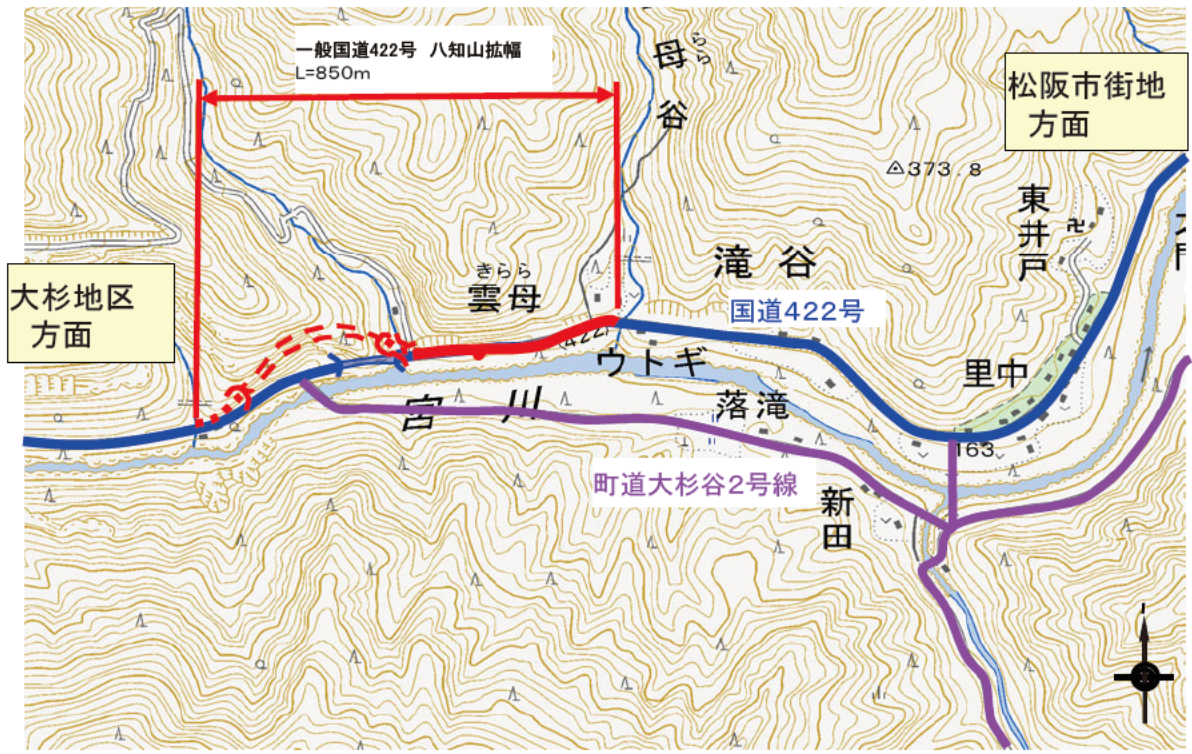 一般国道422号 八知山拡幅
L=850m
母
らら
谷
松阪市街地
方面
373.8
東井戸
滝谷
きらら
雲母
国道422号
大杉地区
方面
422
ウトギ
里中
宮川
落滝
163
町道大杉谷2号線
新田